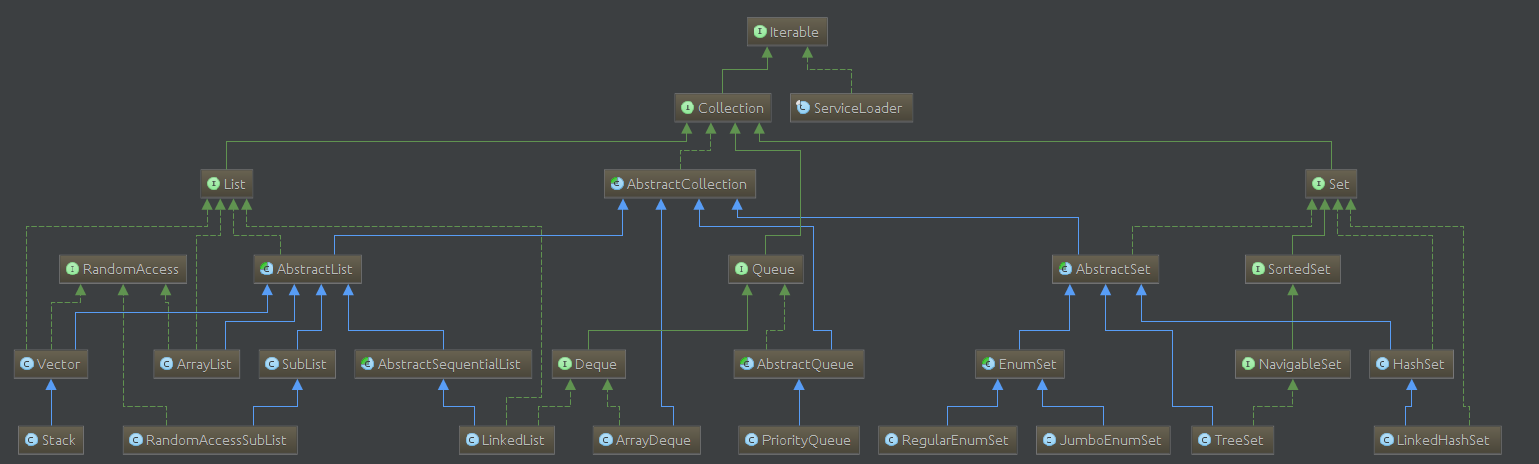 I Iterable
I Collection
C ServiceLoader
I List
C AbstractCollection
I Set
I RandomAccess
C AbstractList
I Queue
C AbstractSet
I SortedSet
C Vector
C ArrayList
C SubList
C AbstractSequentialList
I Deque
C AbstractQueue
C EnumSet
I NavigableSet
C HashSet
C Stack
C RandomAccessSubList
C LinkedList
C ArrayDeque
C PriorityQueue
C RegularEnumSet
C JumboEnumSet
C TreeSet
C LinkedHashSet